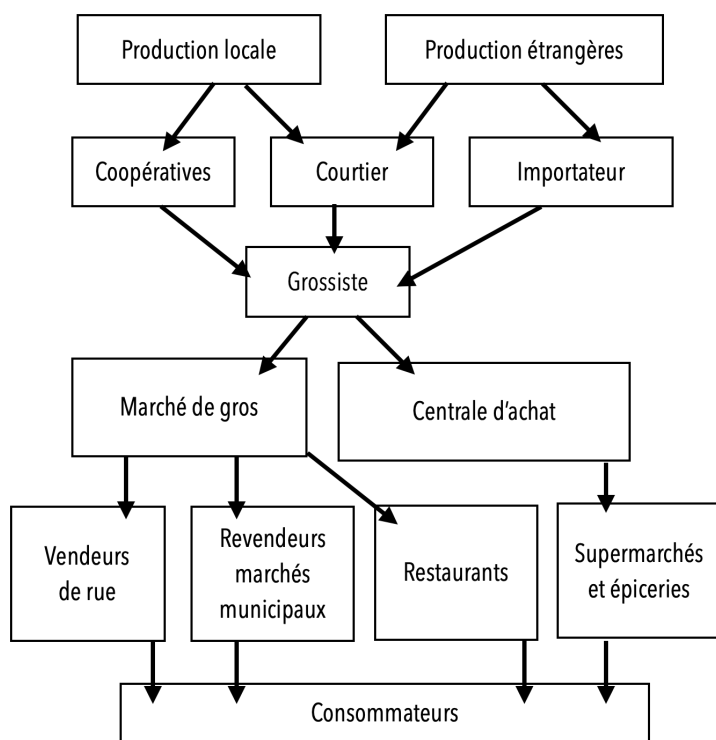 Production locale
Production étrangères
Coopératives
Courtier
Importateur
Grossiste
Marché de gros
Centrale d'achat
Vendeurs
de rue
Revendeurs
marchés
municipaux
Restaurants
Supermarchés
et épiceries
Consommateurs